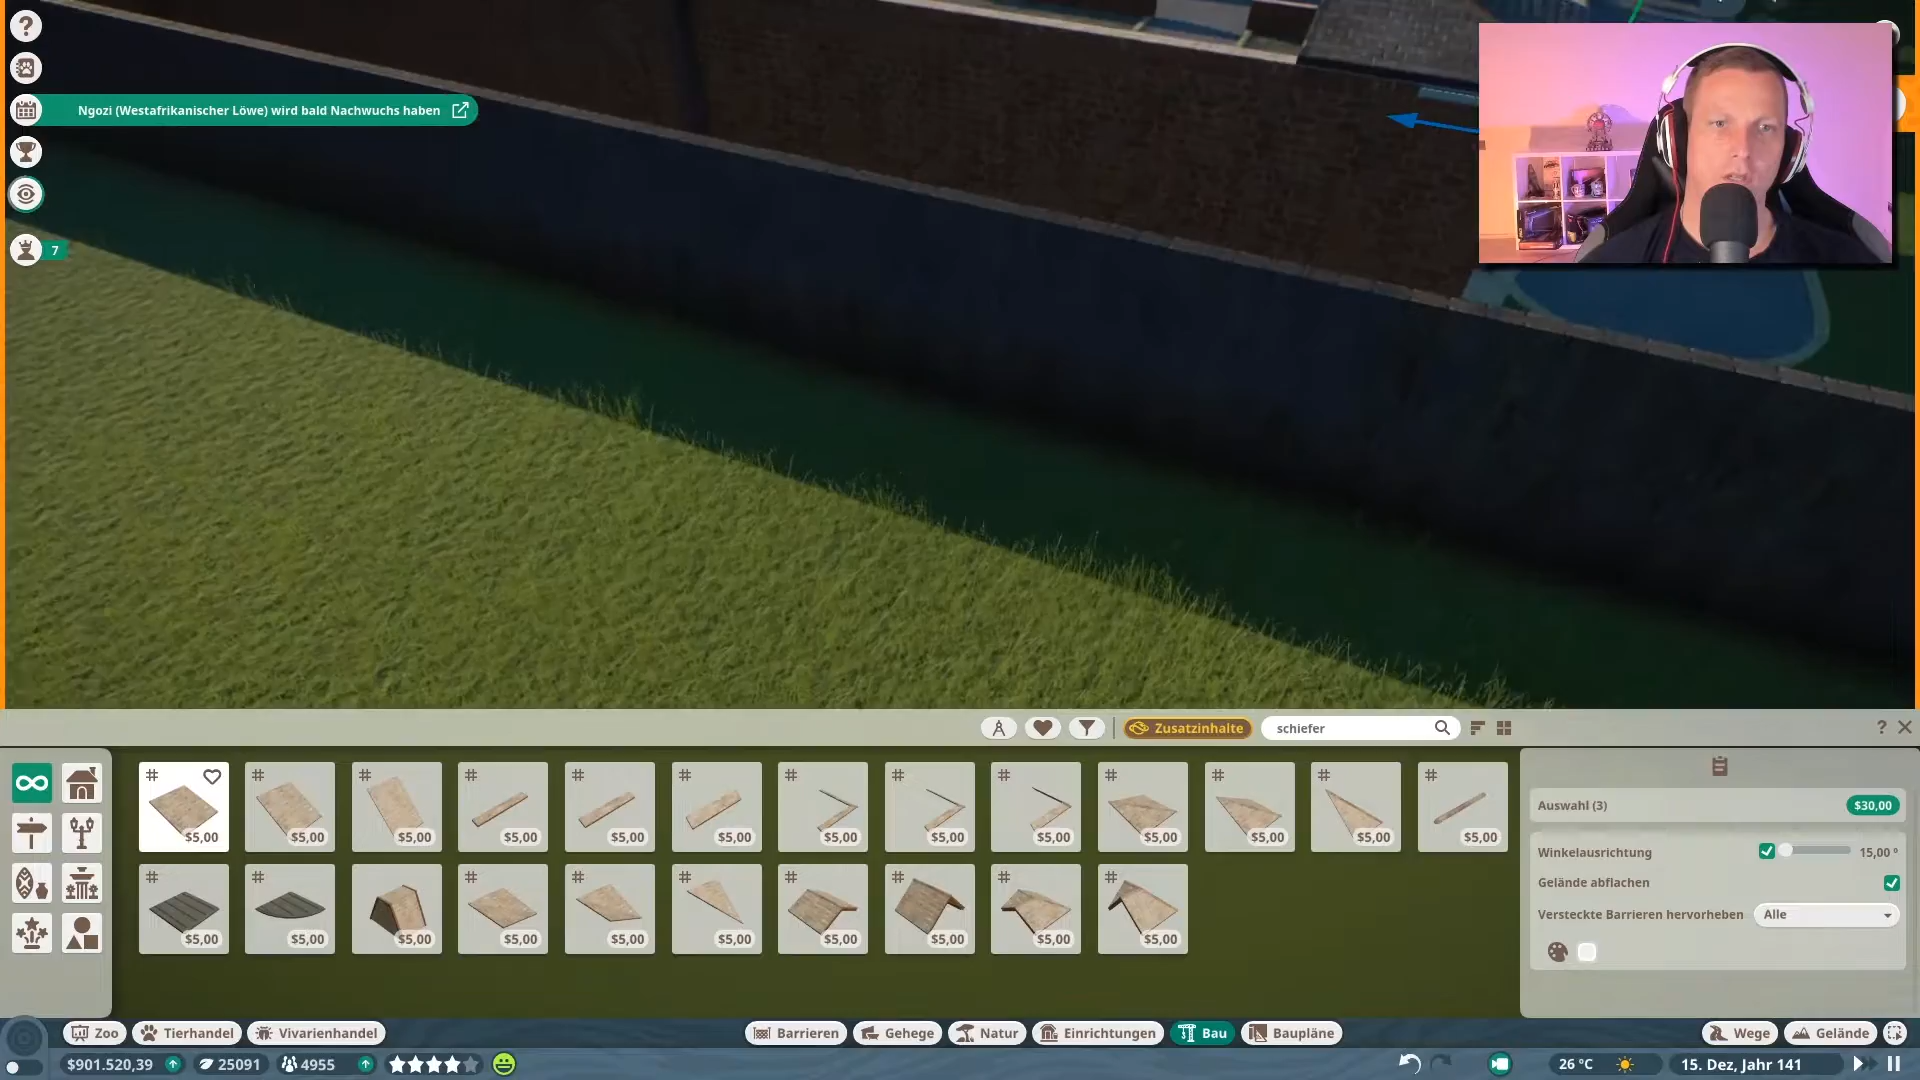 Ngozi (Westafrikanischer Löwe) wird bald Nachwuchs haben
7
Zusatzinhalte
schiefer
?
$5,00 $5,00 $5,00 $5,00 $5,00 $5,00 $5,00 $5,00 $5,00 $5,00 $5,00 $5,00 $5,00
$5,00 $5,00 $5,00 $5,00 $5,00 $5,00 $5,00 $5,00 $5,00 $5,00
Auswahl (3) $30,00
Winkelausrichtung 15,00 °
Gelände abflachen
Versteckte Barrieren hervorheben Alle
Zoo Tierhandel Vivarienhandel Barrieren Gehege Natur Einrichtungen Bau Baupläne Wege Gelände
$901.520,39 25091 4955 26 °C 15. Dez, Jahr 141